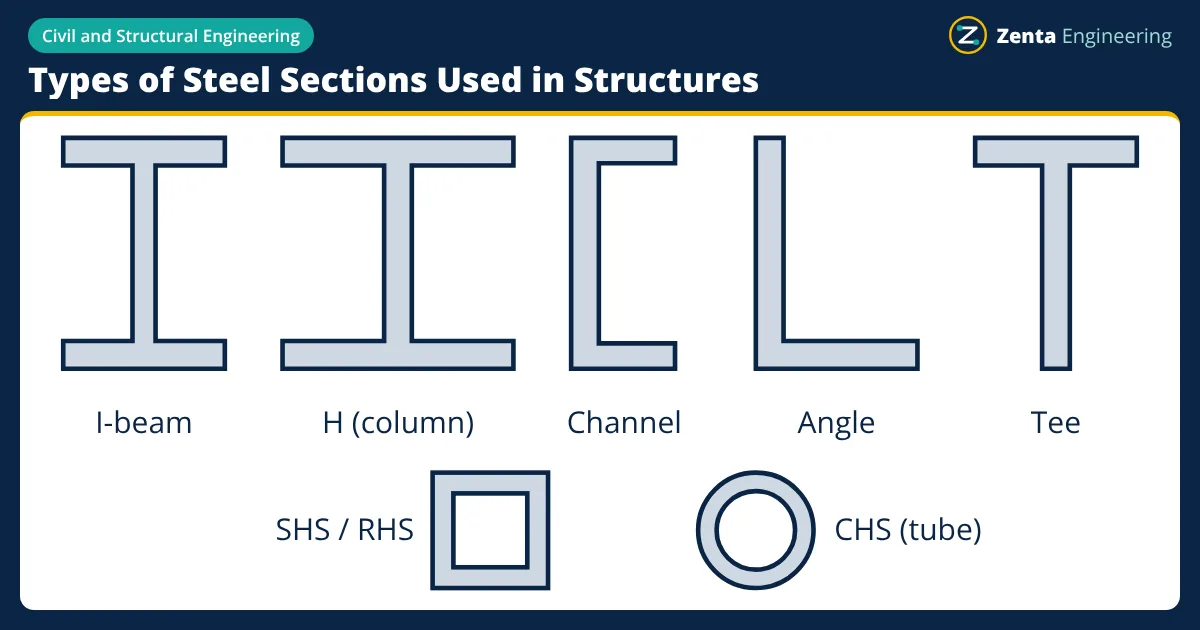 Civil and Structural Engineering
Zenta Engineering
Types of Steel Sections Used in Structures
I-beam
H (column)
Channel
Angle
Tee
SHS / RHS
CHS (tube)